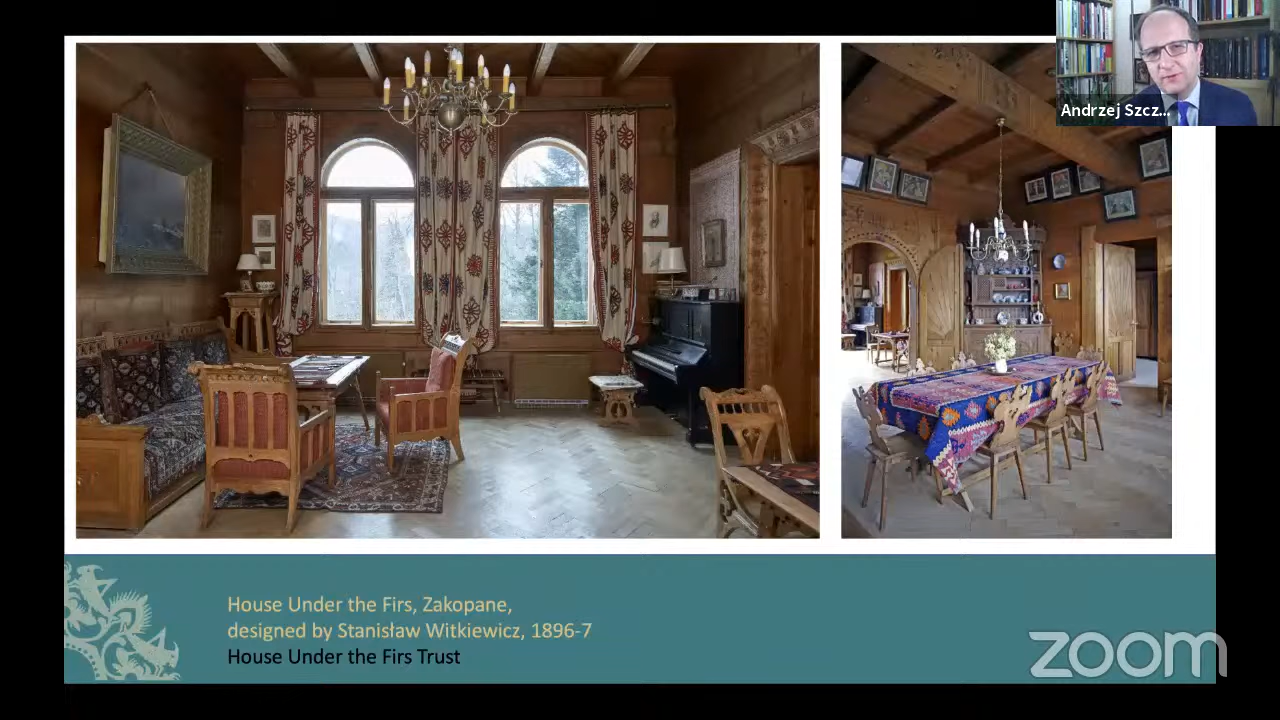 Andrzej Szcz...
House Under the Firs, Zakopane,
designed by Stanisław Witkiewicz, 1896-7
House Under the Firs Trust
zoom